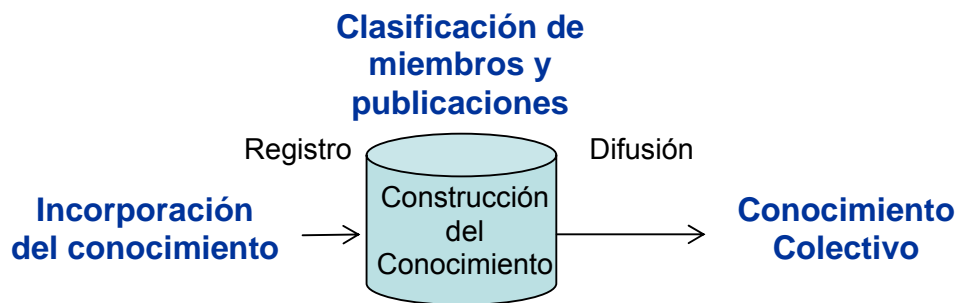 Clasificación de
miembros y
publicaciones
Registro
Difusión
Incorporación
del conocimiento
Construcción
del
Conocimiento
Conocimiento
Colectivo